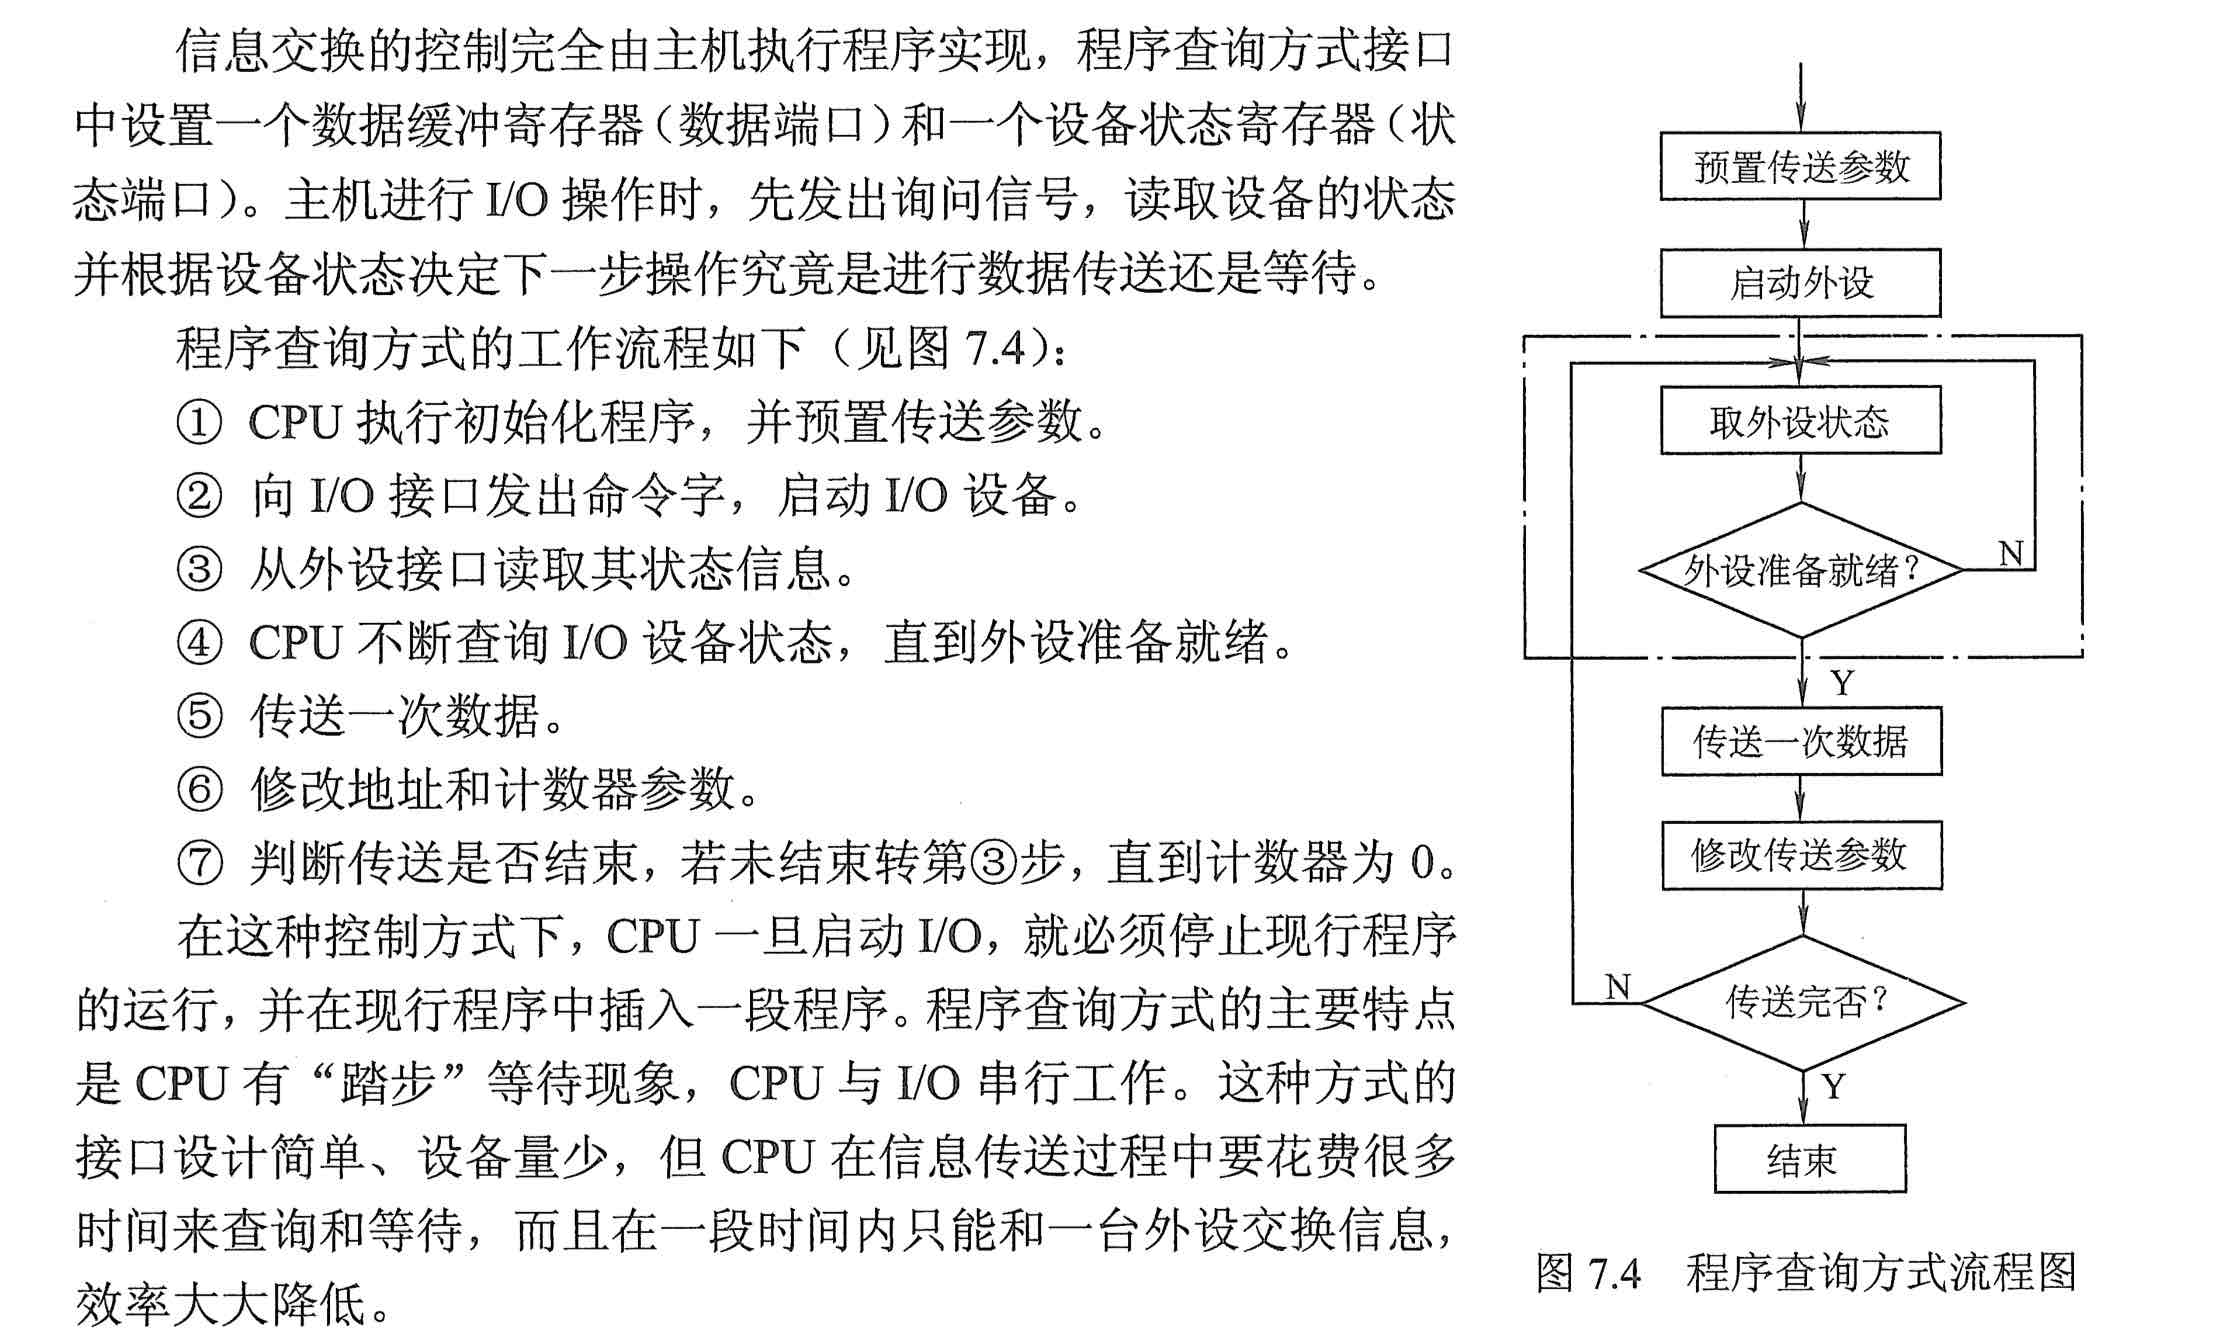 信息交换的控制完全由主机执行程序实现，程序查询方式接口
中设置一个数据缓冲寄存器（数据端口）和一个设备状态寄存器（状
态端口）。主机进行 I/O 操作时，先发出询问信号，读取设备的状态
并根据设备状态决定下一步操作究竟是进行数据传送还是等待。
程序查询方式的工作流程如下（见图 7.4）：
① CPU 执行初始化程序，并预置传送参数。
② 向 I/O 接口发出命令字，启动 I/O 设备。
③ 从外设接口读取其状态信息。
④ CPU 不断查询 I/O 设备状态，直到外设准备就绪。
⑤ 传送一次数据。
⑥ 修改地址和计数器参数。
⑦ 判断传送是否结束，若未结束转第③步，直到计数器为 0。
在这种控制方式下，CPU 一旦启动 I/O，就必须停止现行程序
的运行，并在现行程序中插入一段程序。程序查询方式的主要特点
是 CPU 有“踏步”等待现象，CPU 与 I/O 串行工作。这种方式的
接口设计简单、设备量少，但 CPU 在信息传送过程中要花费很多
时间来查询和等待，而且在一段时间内只能和一台外设交换信息，
效率大大降低。
预置传送参数
启动外设
取外设状态
外设准备就绪？
N
Y
传送一次数据
修改传送参数
传送完否？
N
Y
结束
图 7.4 程序查询方式流程图